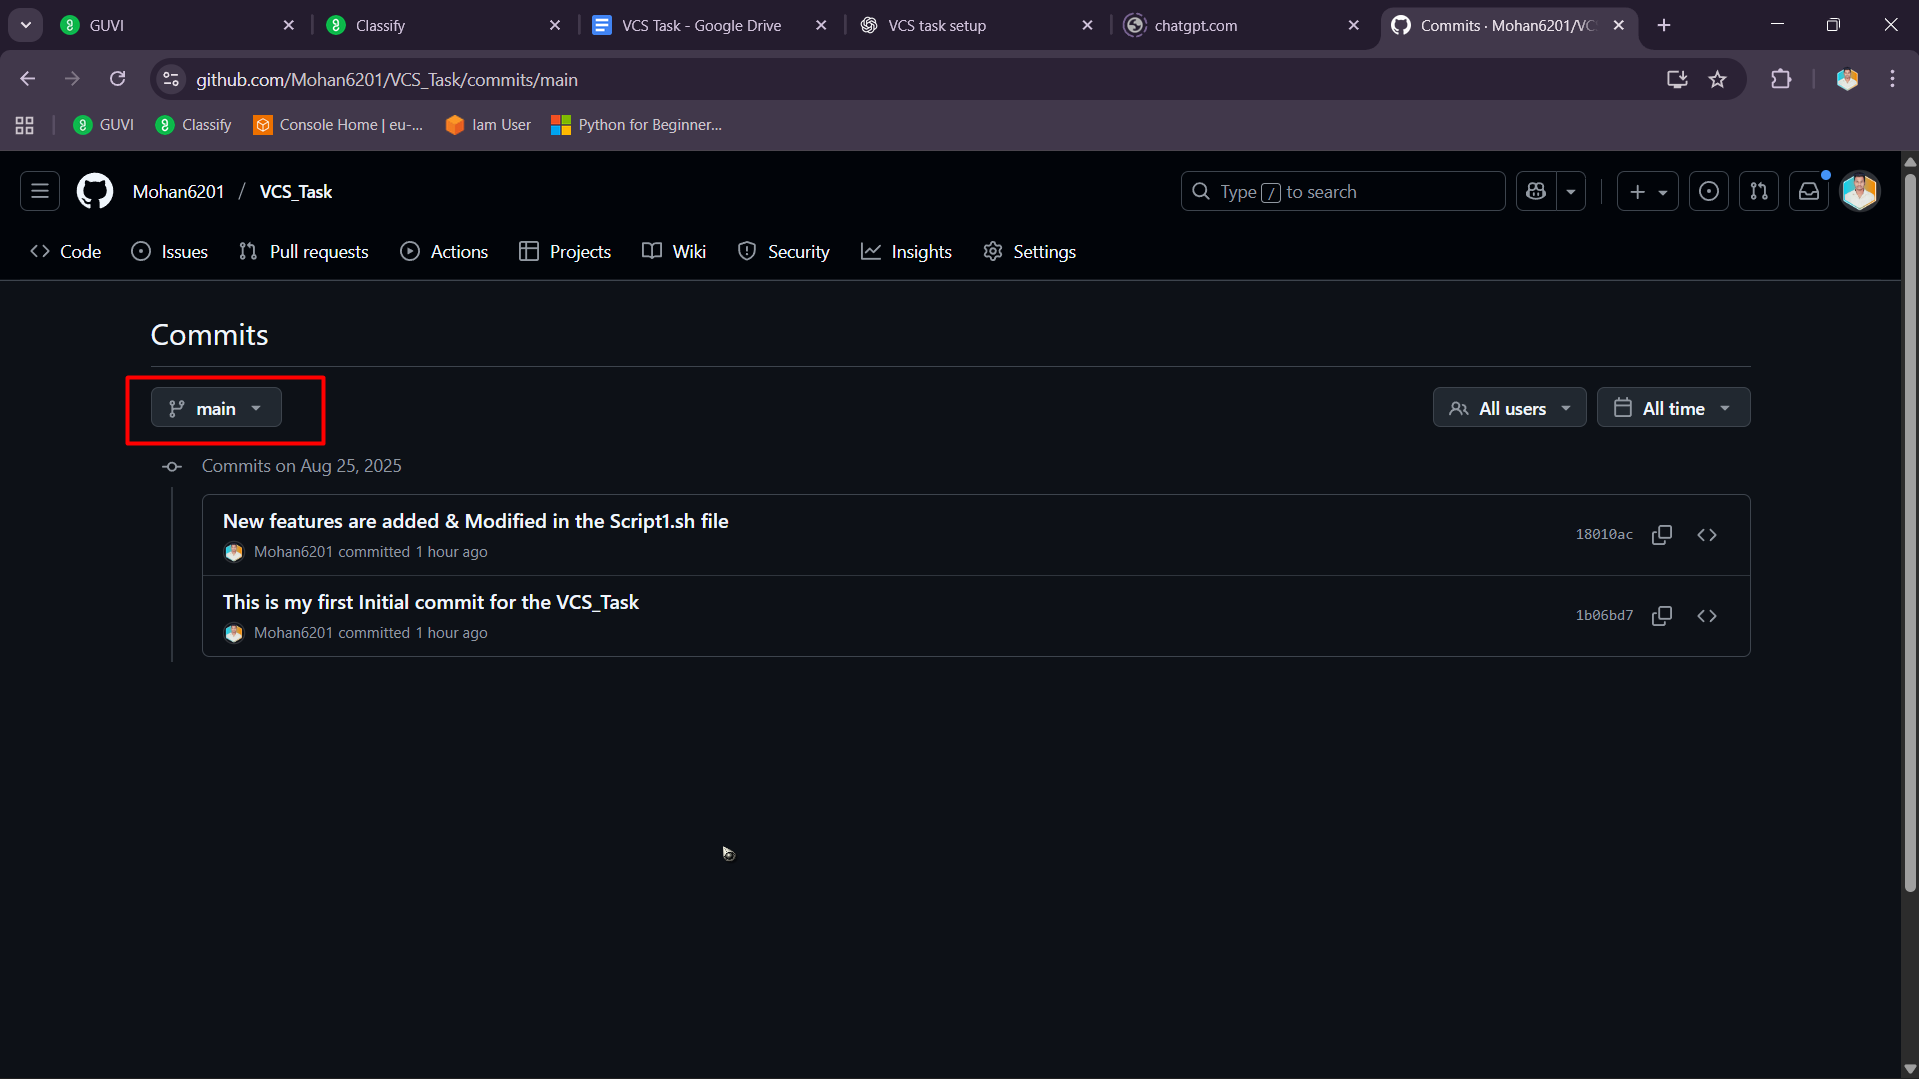 GUVI
Classify
VCS Task - Google Drive
VCS task setup
chatgpt.com
Commits · Mohan6201/VC
github.com/Mohan6201/VCS_Task/commits/main
GUVI
Classify
Console Home | eu-...
Iam User
Python for Beginner...
Mohan6201 / VCS_Task
Type / to search
Code
Issues
Pull requests
Actions
Projects
Wiki
Security
Insights
Settings
Commits
main
All users
All time
Commits on Aug 25, 2025
New features are added & Modified in the Script1.sh file
18010ac
Mohan6201 committed 1 hour ago
This is my first Initial commit for the VCS_Task
1b06bd7
Mohan6201 committed 1 hour ago